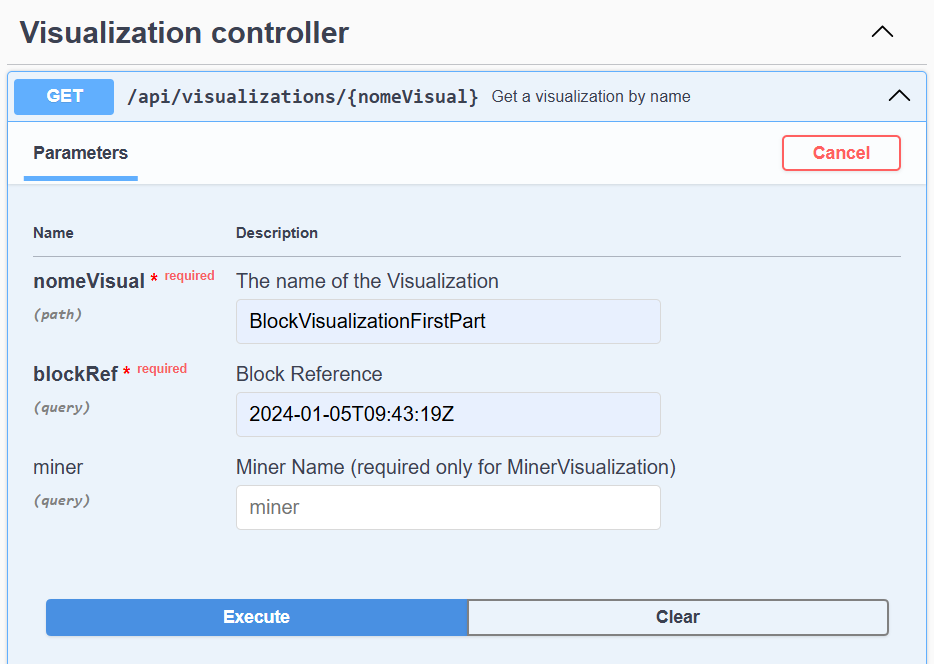 Visualization controller
GET /api/visualizations/{nomeVisual} Get a visualization by name
Parameters Cancel
Name Description
nomeVisual * required The name of the Visualization
(path) BlockVisualizationFirstPart
blockRef * required Block Reference
(query) 2024-01-05T09:43:19Z
miner Miner Name (required only for MinerVisualization)
(query) miner
Execute Clear